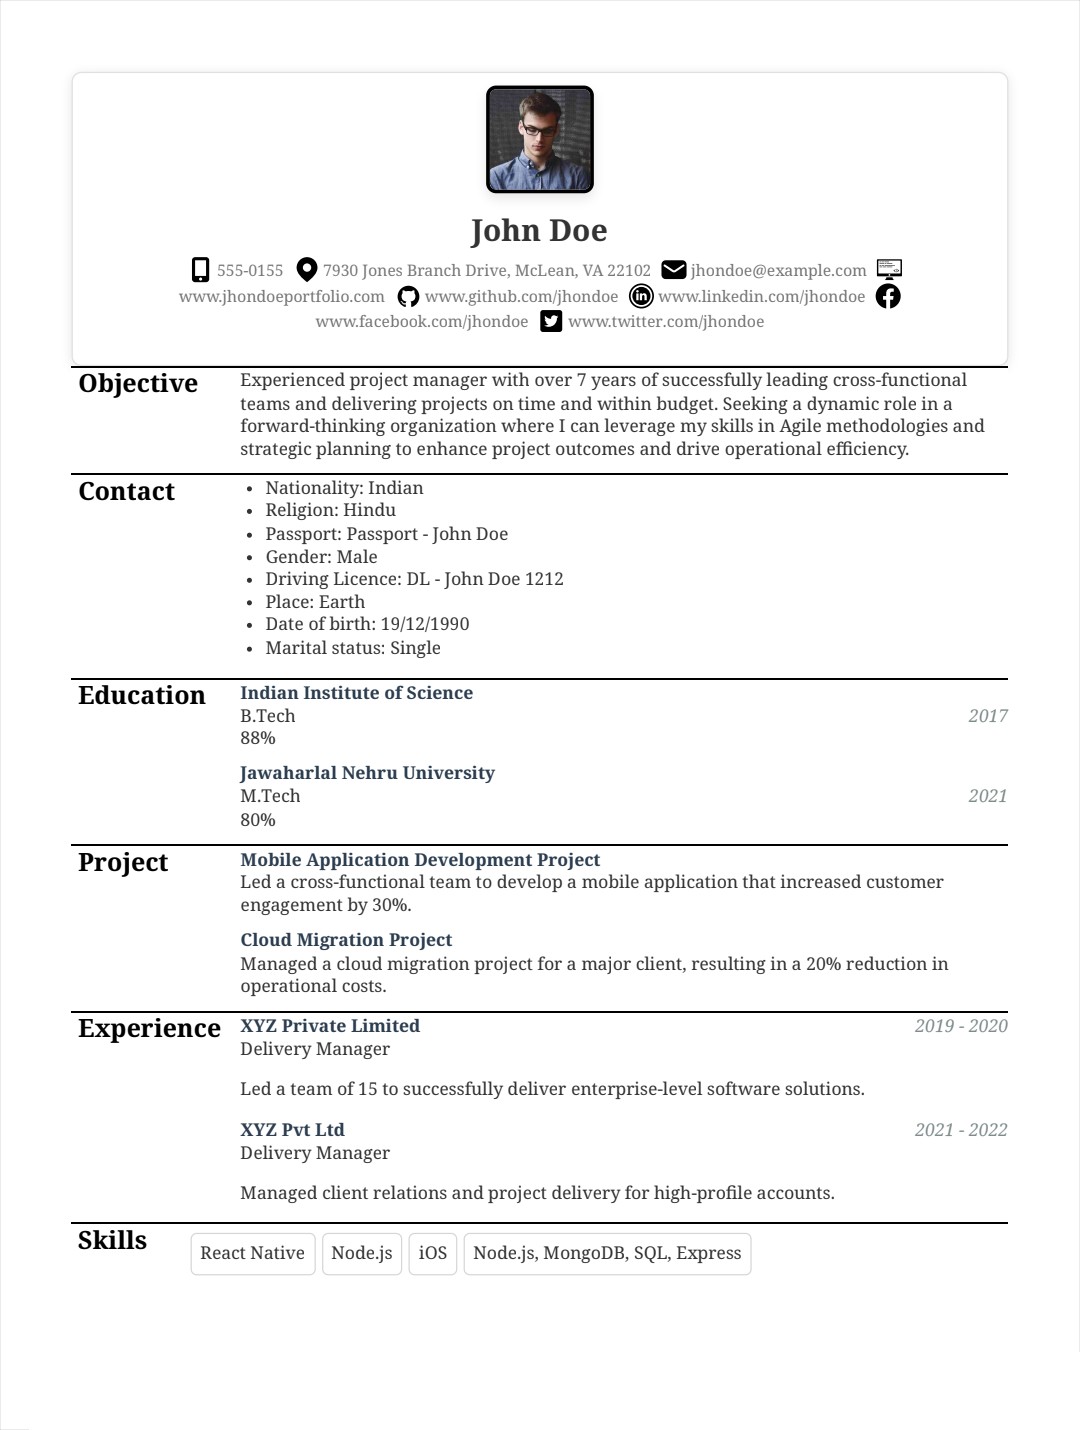 John Doe
555-0155 7930 Jones Branch Drive, McLean, VA 22102 jhondoe@example.com
www.jhondoeportfolio.com www.github.com/jhondoe www.linkedin.com/jhondoe
www.facebook.com/jhondoe www.twitter.com/jhondoe
Objective
Experienced project manager with over 7 years of successfully leading cross-functional
teams and delivering projects on time and within budget. Seeking a dynamic role in a
forward-thinking organization where I can leverage my skills in Agile methodologies and
strategic planning to enhance project outcomes and drive operational efficiency.
Contact
• Nationality: Indian
• Religion: Hindu
• Passport: Passport - John Doe
• Gender: Male
• Driving Licence: DL - John Doe 1212
• Place: Earth
• Date of birth: 19/12/1990
• Marital status: Single
Education
Indian Institute of Science
B.Tech 2017
88%
Jawaharlal Nehru University
M.Tech 2021
80%
Project
Mobile Application Development Project
Led a cross-functional team to develop a mobile application that increased customer
engagement by 30%.
Cloud Migration Project
Managed a cloud migration project for a major client, resulting in a 20% reduction in
operational costs.
Experience
XYZ Private Limited 2019 - 2020
Delivery Manager
Led a team of 15 to successfully deliver enterprise-level software solutions.
XYZ Pvt Ltd 2021 - 2022
Delivery Manager
Managed client relations and project delivery for high-profile accounts.
Skills
React Native Node.js iOS Node.js, MongoDB, SQL, Express